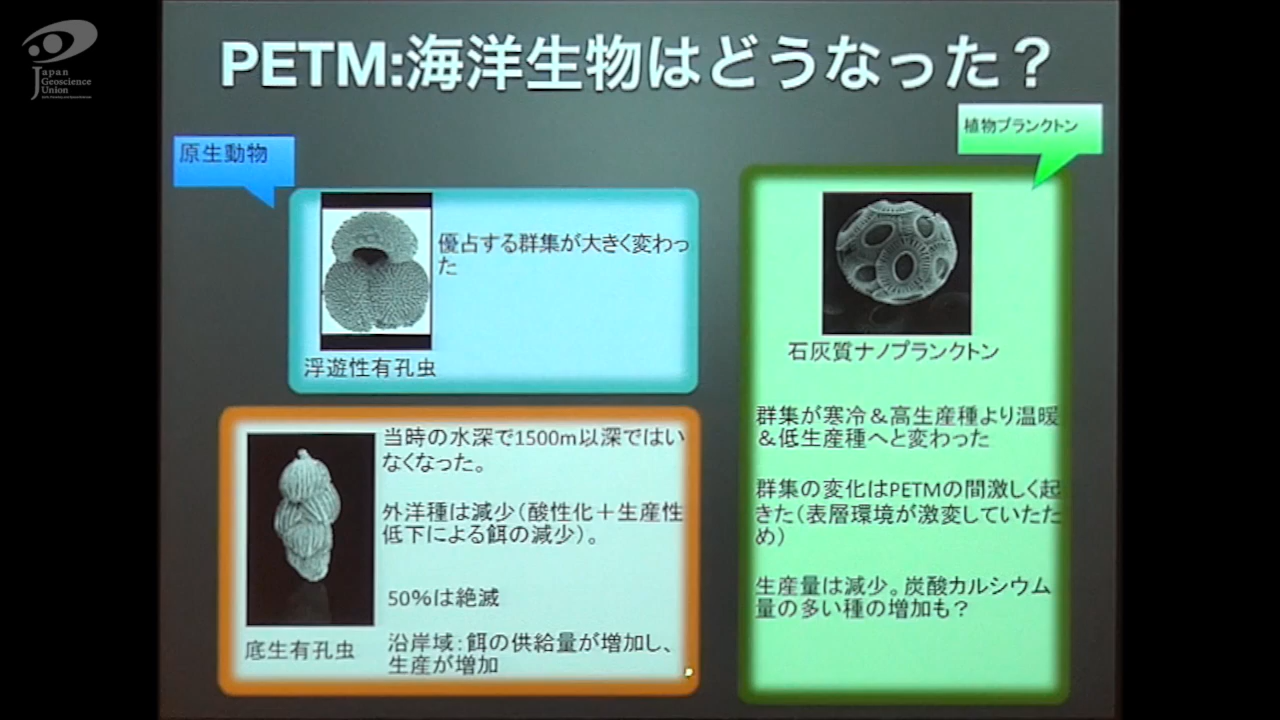 Japan
Geoscience
Union
PETM:海洋生物はどうなった？
原生動物
優占する群集が大きく変わっ
た
浮遊性有孔虫
当時の水深で1500m以深ではい
なくなった。
外洋種は減少（酸性化＋生産性
低下による餌の減少）。
50%は絶滅
沿岸域：餌の供給量が増加し、
生産が増加
底生有孔虫
植物プランクトン
石灰質ナノプランクトン
群集が寒冷＆高生産種より温暖
＆低生産種へと変わった
群集の変化はPETMの間激しく起
きた（表層環境が激変していたた
め）
生産量は減少。炭酸カルシウム
量の多い種の増加も？